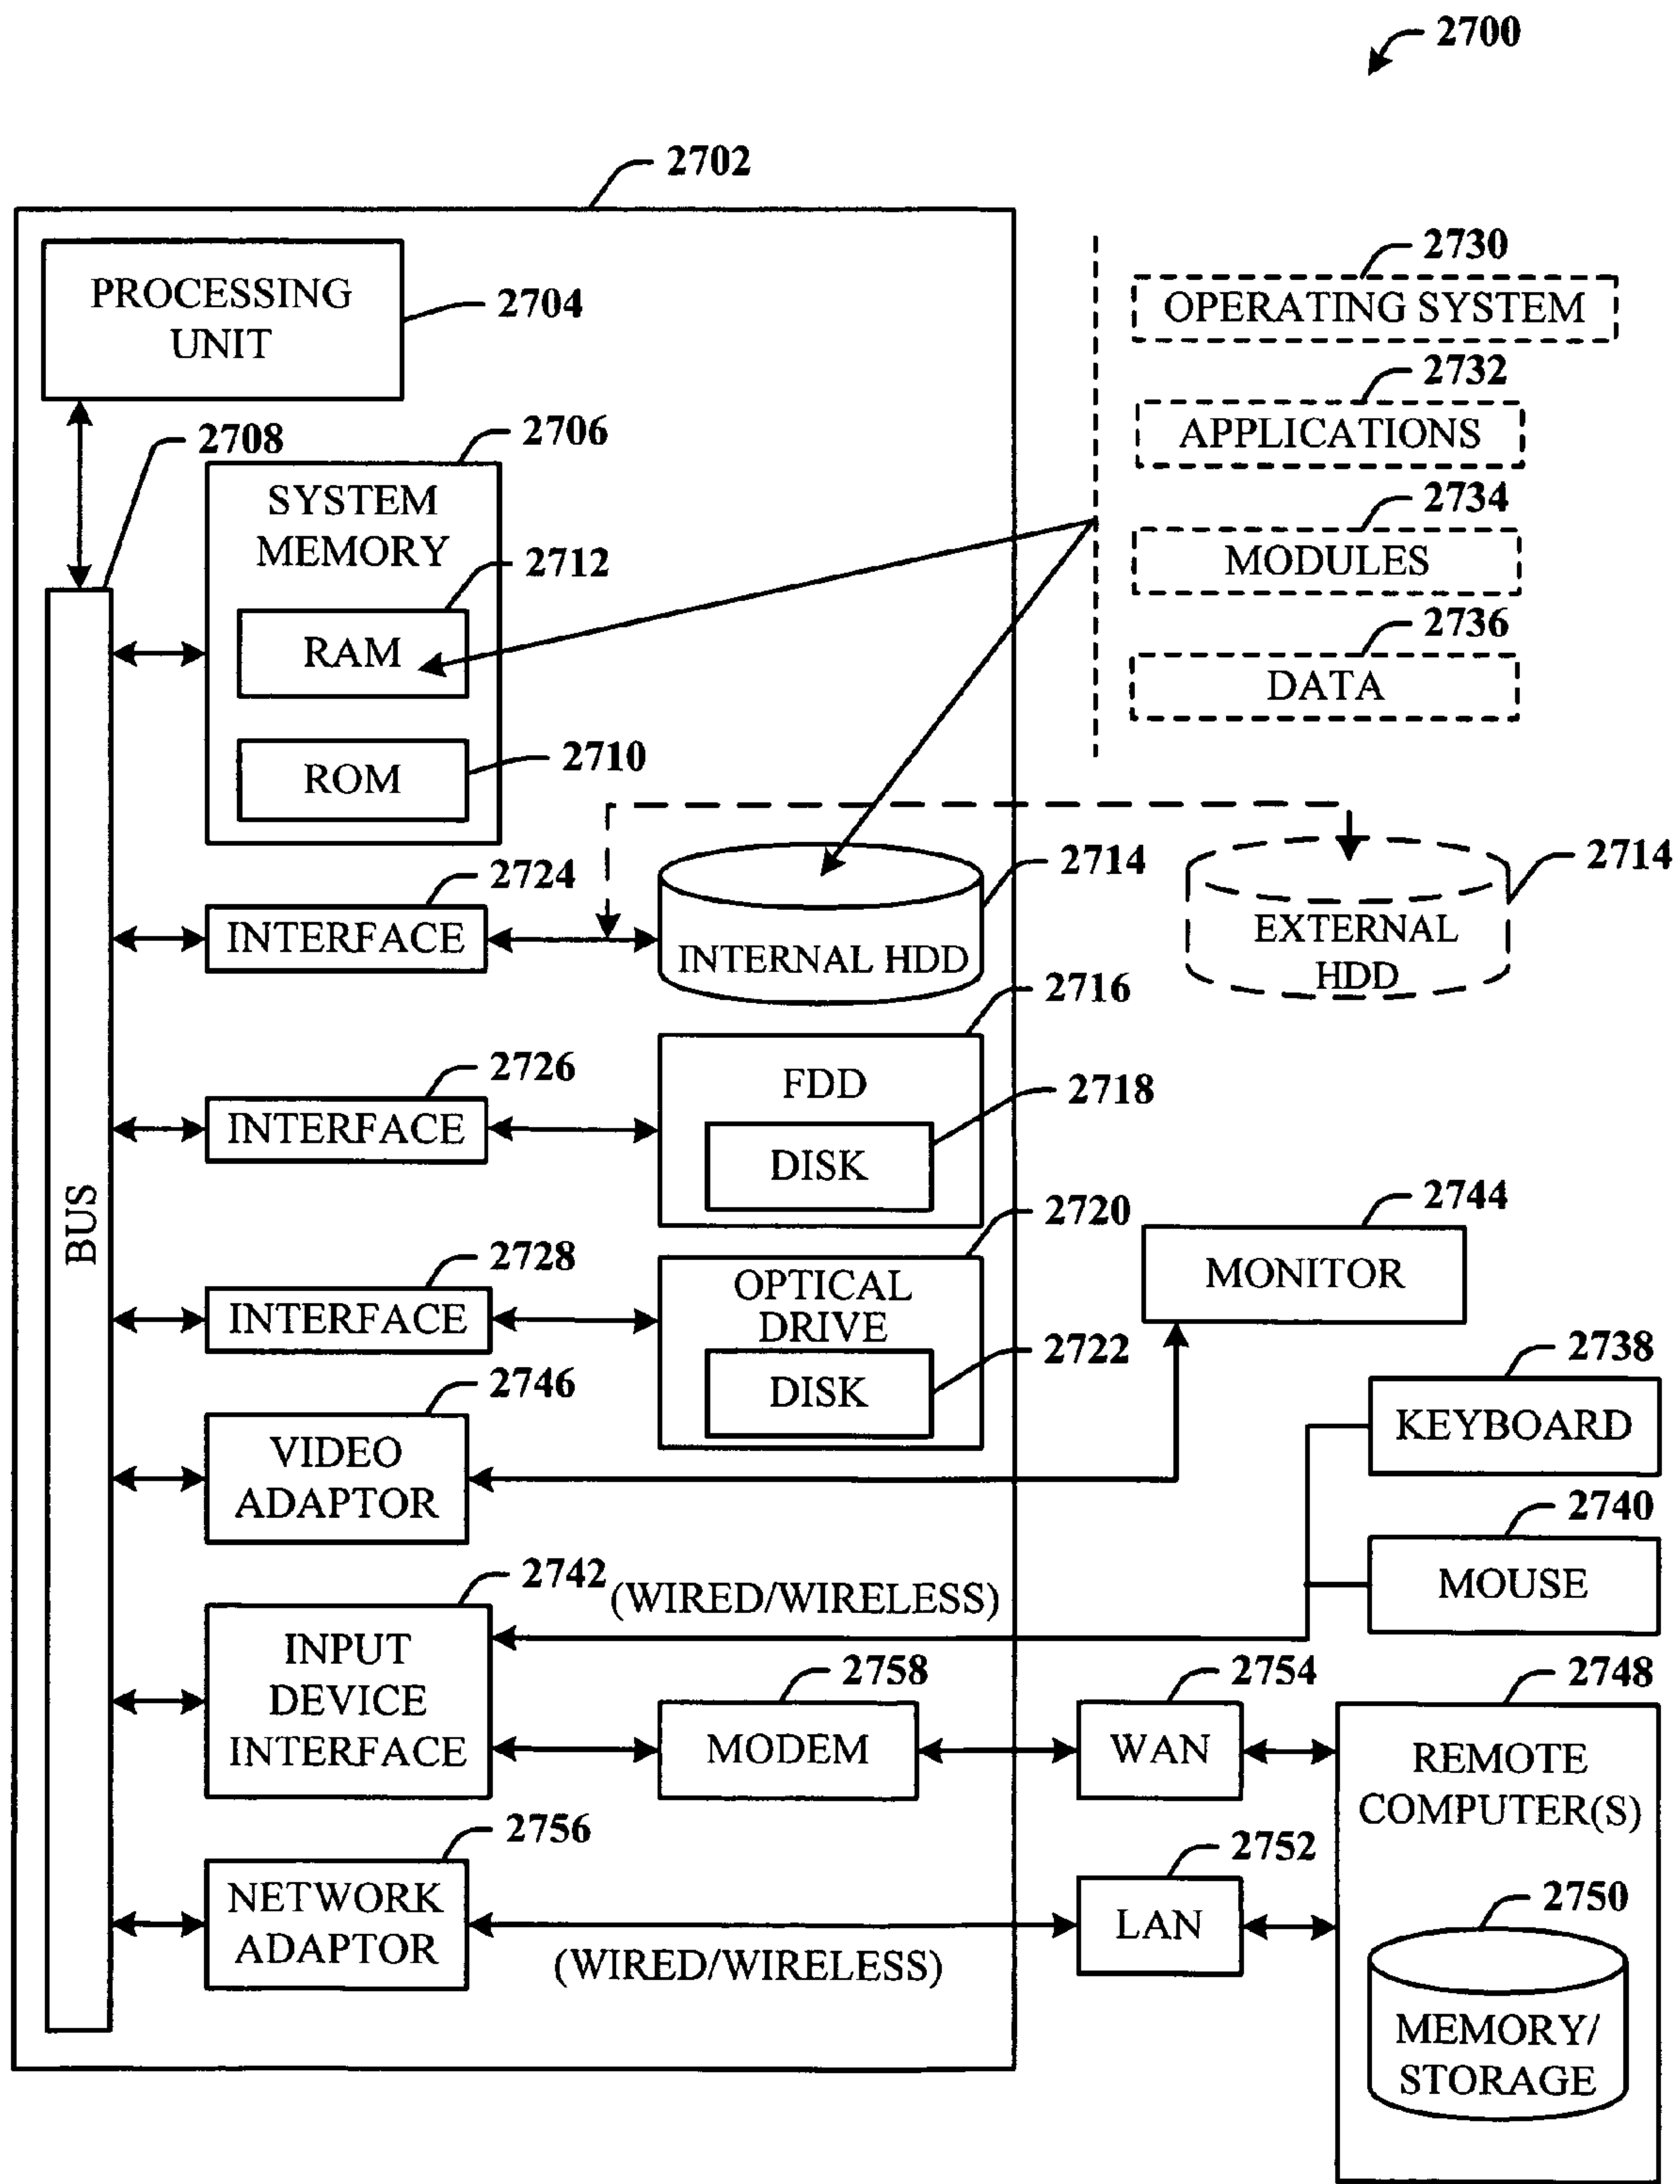 2700
2702
PROCESSING
UNIT
2704
2708
2706
SYSTEM
MEMORY
2712
RAM
2710
ROM
2730
OPERATING SYSTEM
2732
APPLICATIONS
2734
MODULES
2736
DATA
2724
INTERFACE
2714
INTERNAL HDD
2714
EXTERNAL
HDD
2716
2726
INTERFACE
FDD
2718
DISK
BUS
2720
2728
INTERFACE
OPTICAL
DRIVE
2722
DISK
2744
MONITOR
2746
VIDEO
ADAPTOR
2738
KEYBOARD
2740
MOUSE
2742
(WIRED/WIRELESS)
INPUT
DEVICE
INTERFACE
2758
MODEM
2754
WAN
2748
REMOTE
COMPUTER(S)
2756
NETWORK
ADAPTOR
(WIRED/WIRELESS)
2752
LAN
2750
MEMORY/
STORAGE